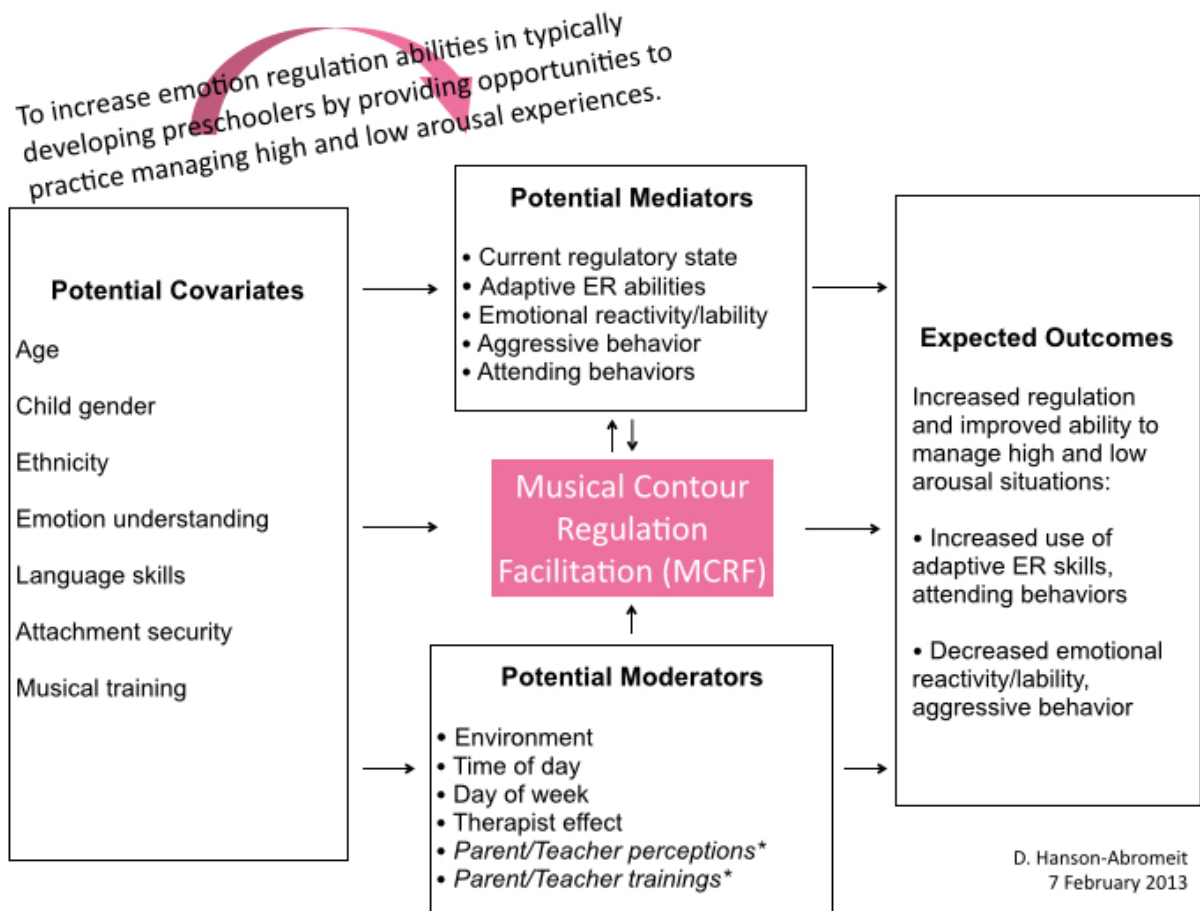 To increase emotion regulation abilities in typically
developing preschoolers by providing opportunities to
practice managing high and low arousal experiences.
Potential Covariates
Age
Child gender
Ethnicity
Emotion understanding
Language skills
Attachment security
Musical training
Potential Mediators
• Current regulatory state
• Adaptive ER abilities
• Emotional reactivity/lability
• Aggressive behavior
• Attending behaviors
Musical Contour
Regulation
Facilitation (MCRF)
Potential Moderators
• Environment
• Time of day
• Day of week
• Therapist effect
• Parent/Teacher perceptions*
• Parent/Teacher trainings*
Expected Outcomes
Increased regulation
and improved ability to
manage high and low
arousal situations:
• Increased use of
adaptive ER skills,
attending behaviors
• Decreased emotional
reactivity/lability,
aggressive behavior
D. Hanson-Abromeit
7 February 2013